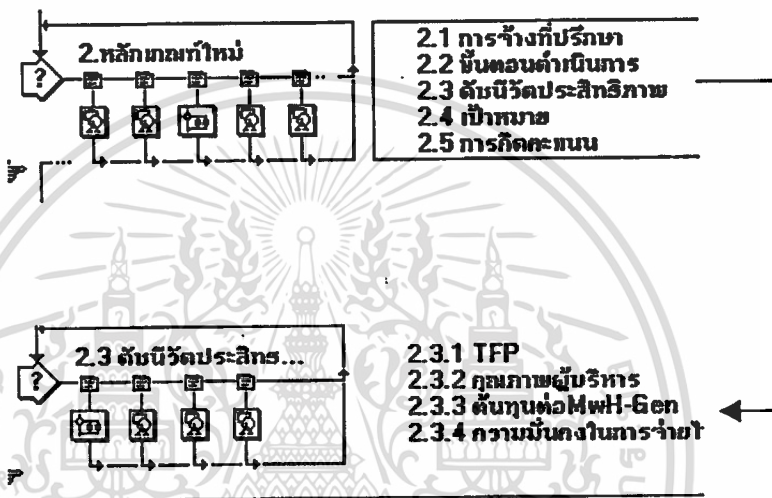 2.หลักเกณฑ์ใหม่
?
2.1 การจ้างที่ปรึกษา
2.2 ขั้นตอนดำเนินการ
2.3 ดัชนีวัดประสิทธิภาพ
2.4 เป้าหมาย
2.5 การคิดคะแนน
2.3 ดัชนีวัดประสิทธ...
?
2.3.1 TFP
2.3.2 คุณภาพผู้บริหาร
2.3.3 ต้นทุนต่อMwH-Gen
2.3.4 ความมั่นคงในการจ่ายไ